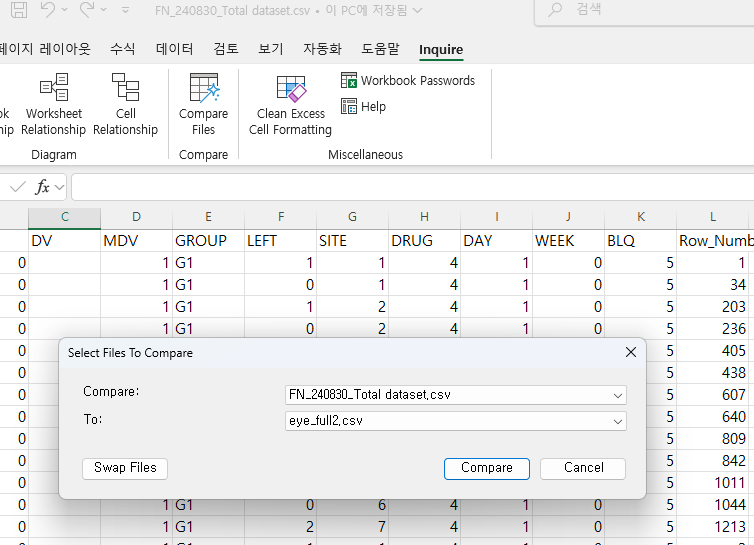 FN_240830_Total dataset.csv • 이 PC에 저장됨
검색
페이지 레이아웃 수식 데이터 검토 보기 자동화 도움말 Inquire
Worksheet Relationship
Cell Relationship
Diagram
Compare Files
Compare
Clean Excess Cell Formatting
Workbook Passwords
Help
Miscellaneous
fx
C D E F G H I J K L
DV MDV GROUP LEFT SITE DRUG DAY WEEK BLQ Row_Numb
0 1 G1 1 1 4 1 0 5 1
0 1 G1 0 1 4 1 0 5 34
0 1 G1 1 2 4 1 0 5 203
0 1 G1 0 2 4 1 0 5 236
0 5 405
0 5 438
0 5 607
0 5 640
0 5 809
0 5 842
0 5 1011
0 1 G1 0 6 4 1 0 5 1044
0 1 G1 2 7 4 1 0 5 1213
Select Files To Compare
Compare:
FN_240830_Total dataset.csv
To:
eye_full2.csv
Swap Files
Compare
Cancel